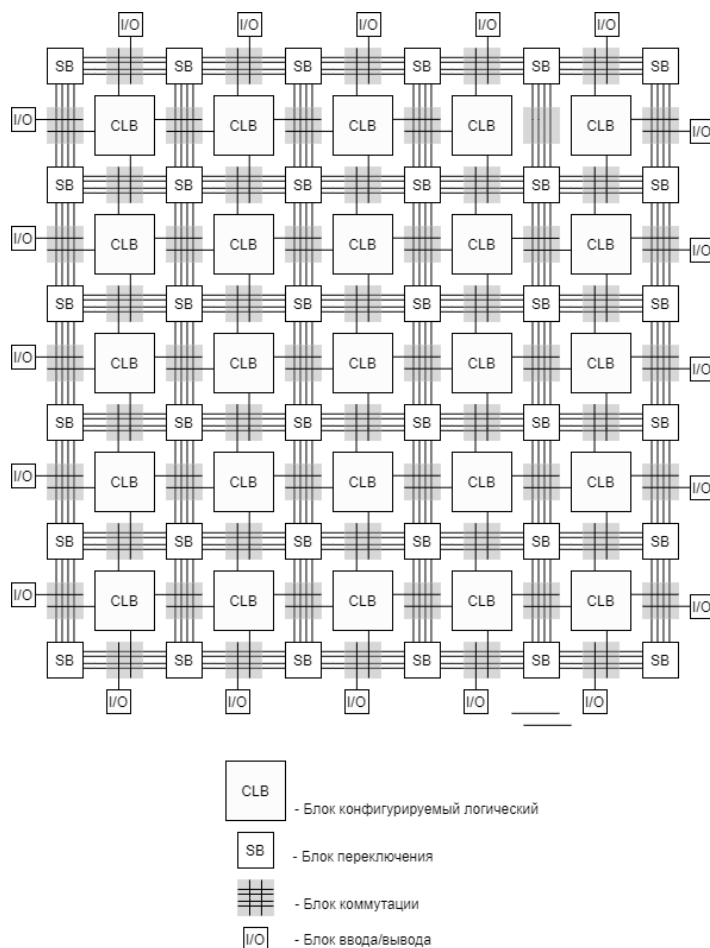 I/O I/O I/O I/O I/O
SB SB SB SB SB SB
I/O CLB CLB CLB CLB CLB I/O
SB SB SB SB SB SB
I/O CLB CLB CLB CLB CLB I/O
SB SB SB SB SB SB
I/O CLB CLB CLB CLB CLB I/O
SB SB SB SB SB SB
I/O CLB CLB CLB CLB CLB I/O
SB SB SB SB SB SB
I/O CLB CLB CLB CLB CLB I/O
SB SB SB SB SB SB
I/O I/O I/O I/O I/O
CLB - Блок конфигурируемый логический
SB - Блок переключения
- Блок коммутации
I/O - Блок ввода/вывода